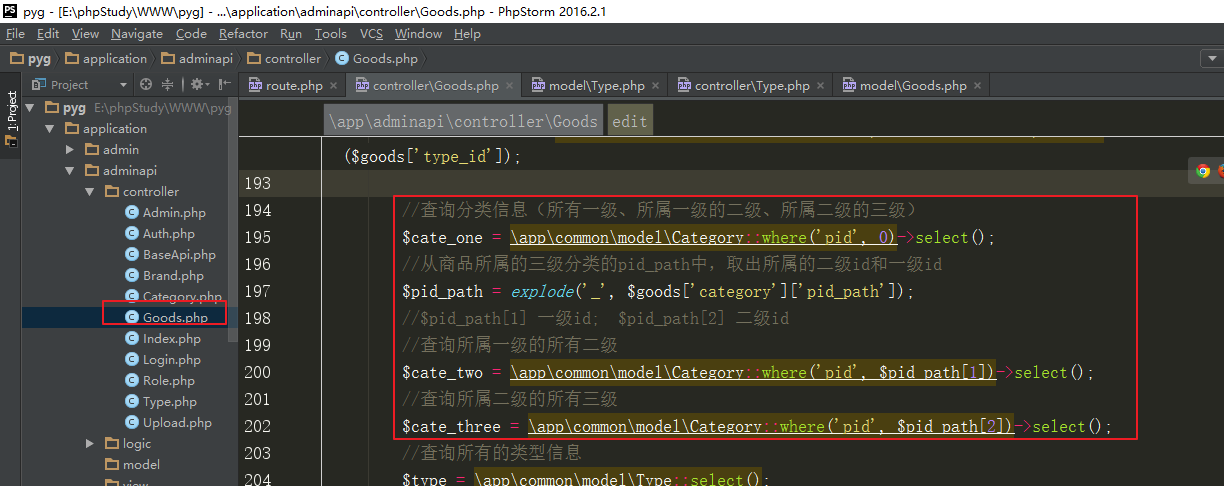 pyg - [E:\phpStudy\WWW\pyg] - ...\application\adminapi\controller\Goods.php - PhpStorm 2016.2.1
File Edit View Navigate Code Refactor Run Tools VCS Window Help
pyg application adminapi controller Goods.php
1: Project
Project
route.php controller\Goods.php model\Type.php controller\Type.php model\Goods.php
pyg E:\phpStudy\WWW\pyg
application
admin
adminapi
controller
Admin.php
Auth.php
BaseApi.php
Brand.php
Category.php
Goods.php
Index.php
Login.php
Role.php
Type.php
Upload.php
logic
model
view
\app\adminapi\controller\Goods edit
($goods['type_id']);
193
194 //查询分类信息（所有一级、所属一级的二级、所属二级的三级）
195 $cate_one = \app\common\model\Category::where('pid', 0)->select();
196 //从商品所属的三级分类的pid_path中，取出所属的二级id和一级id
197 $pid_path = explode('_', $goods['category']['pid_path']);
198 //$pid_path[1] 一级id; $pid_path[2] 二级id
199 //查询所属一级的所有二级
200 $cate_two = \app\common\model\Category::where('pid', $pid_path[1])->select();
201 //查询所属二级的所有三级
202 $cate_three = \app\common\model\Category::where('pid', $pid_path[2])->select();
203 //查询所有的类型信息
204 $type = \app\common\model\Type::select();